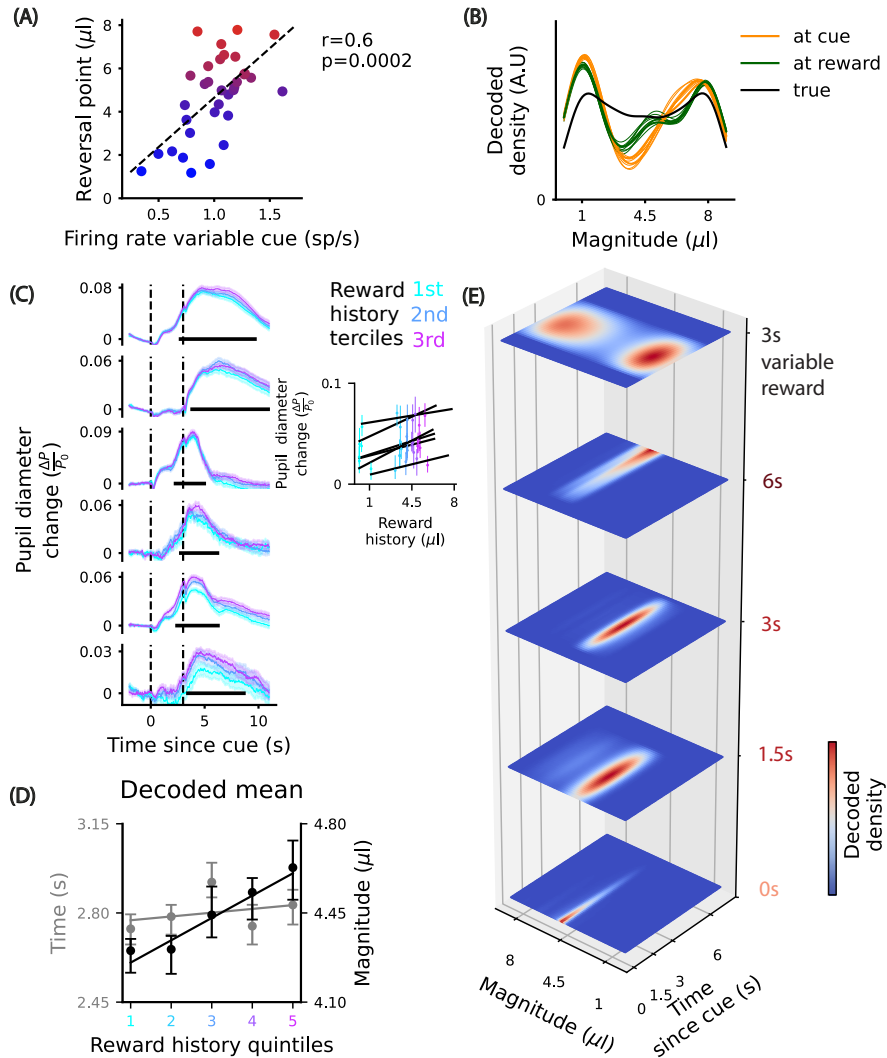 (A)
8
6
4
2
0
Reversal point (μl)
0.5
1.0
1.5
Firing rate variable cue (sp/s)
r=0.6
p=0.0002
(B)
Decoded
density (A.U)
0
1
4.5
8
Magnitude (μl)
at cue
at reward
true
(C)
0.08
0
0.06
0
0.09
0
0.06
0
0.06
0
0.03
0
Pupil diameter
change (ΔP/P₀)
0
5
10
Time since cue (s)
Reward 1st
history 2nd
terciles 3rd
0.1
0
Pupil diameter
change (ΔP/P₀)
1
4.5
8
Reward
history (μl)
(D)
Decoded mean
3.15
2.80
2.45
Time (s)
4.80
4.45
4.10
Magnitude (μl)
1
2
3
4
5
Reward history quintiles
(E)
3s
variable
reward
6s
3s
1.5s
0s
Decoded
density
8
4.5
1
Magnitude (μl)
0
1.5
3
6
Time
since cue (s)